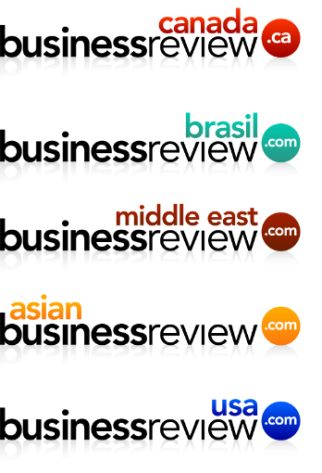 canada
businessreview .ca
brasil
businessreview .com
middle east
businessreview .com
asian
businessreview .com
usa
businessreview .com